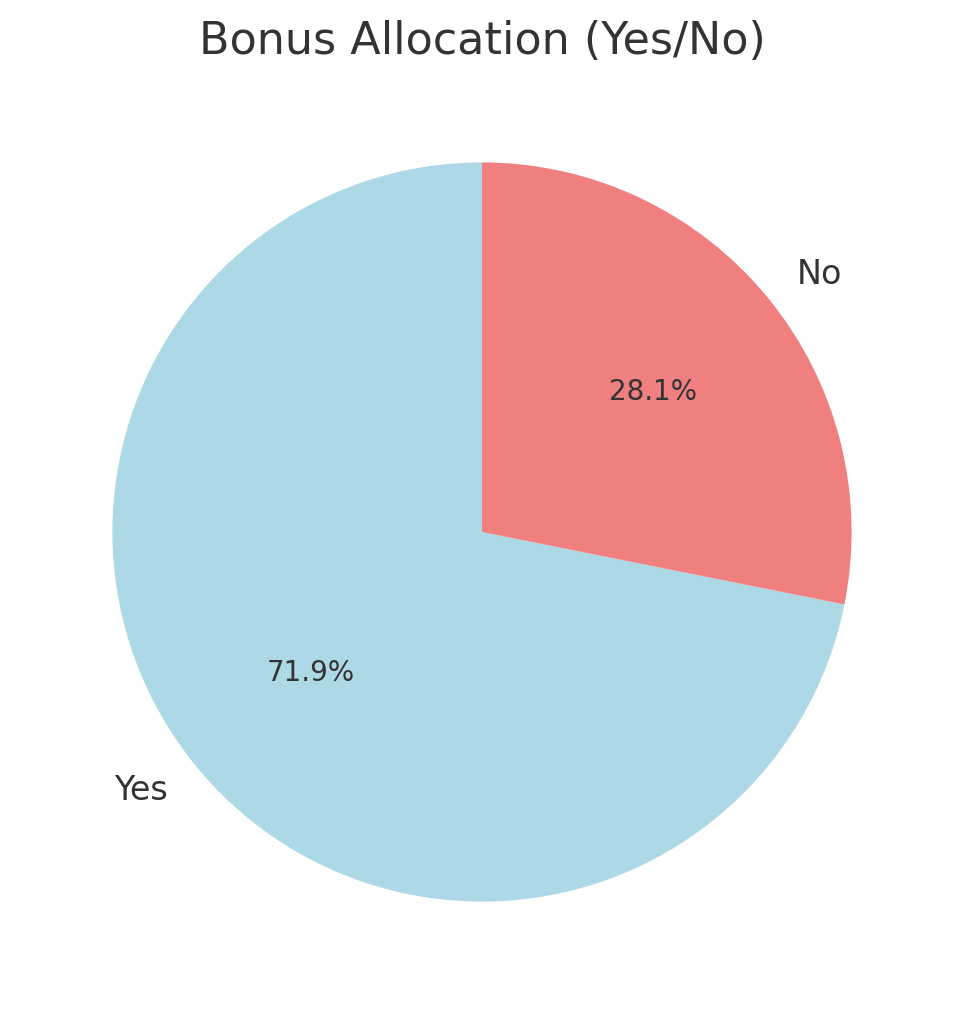 Bonus Allocation (Yes/No)
No
28.1%
71.9%
Yes